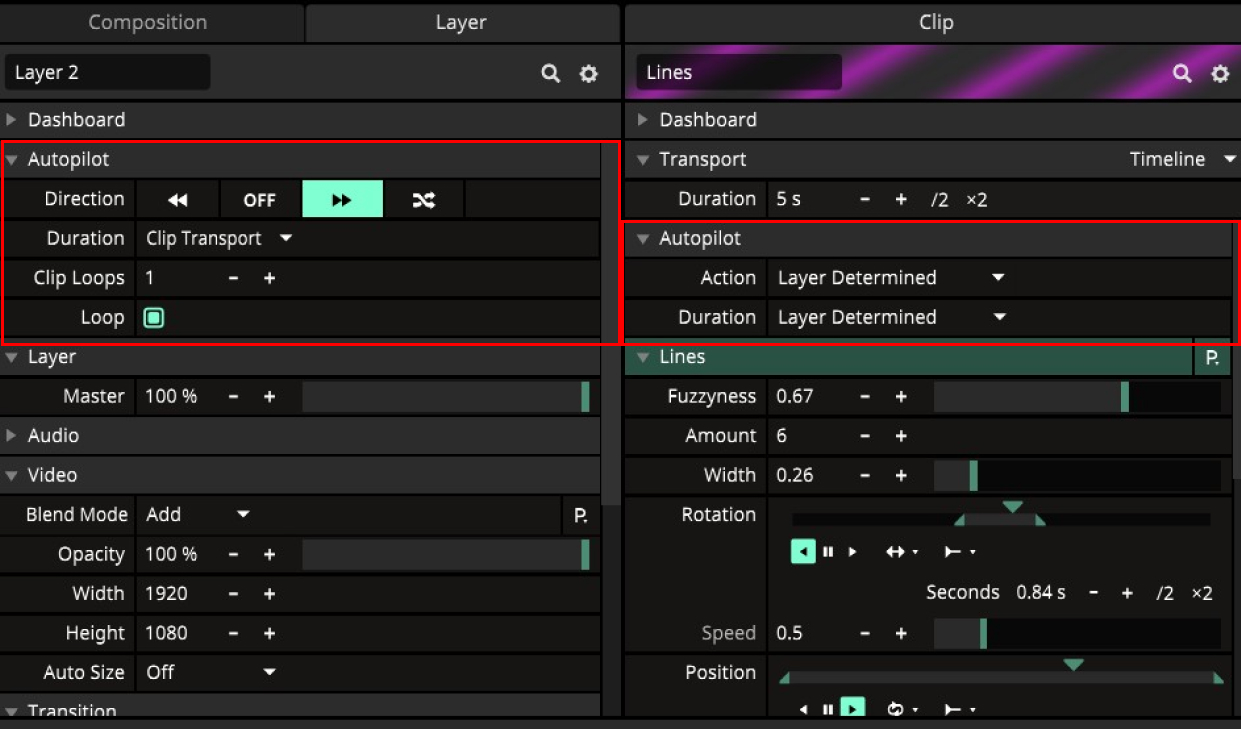 Composition
Layer
Layer 2
Dashboard
Autopilot
Direction OFF
Duration Clip Transport
Clip Loops 1 - +
Loop
Layer
Master 100 % - +
Audio
Video
Blend Mode Add P.
Opacity 100 % - +
Width 1920 - +
Height 1080 - +
Auto Size Off
Transition
Clip
Lines
Dashboard
Transport Timeline
Duration 5 s - + /2 ×2
Autopilot
Action Layer Determined
Duration Layer Determined
Lines P.
Fuzzyness 0.67 - +
Amount 6 - +
Width 0.26 - +
Rotation
Seconds 0.84 s - + /2 ×2
Speed 0.5 - +
Position